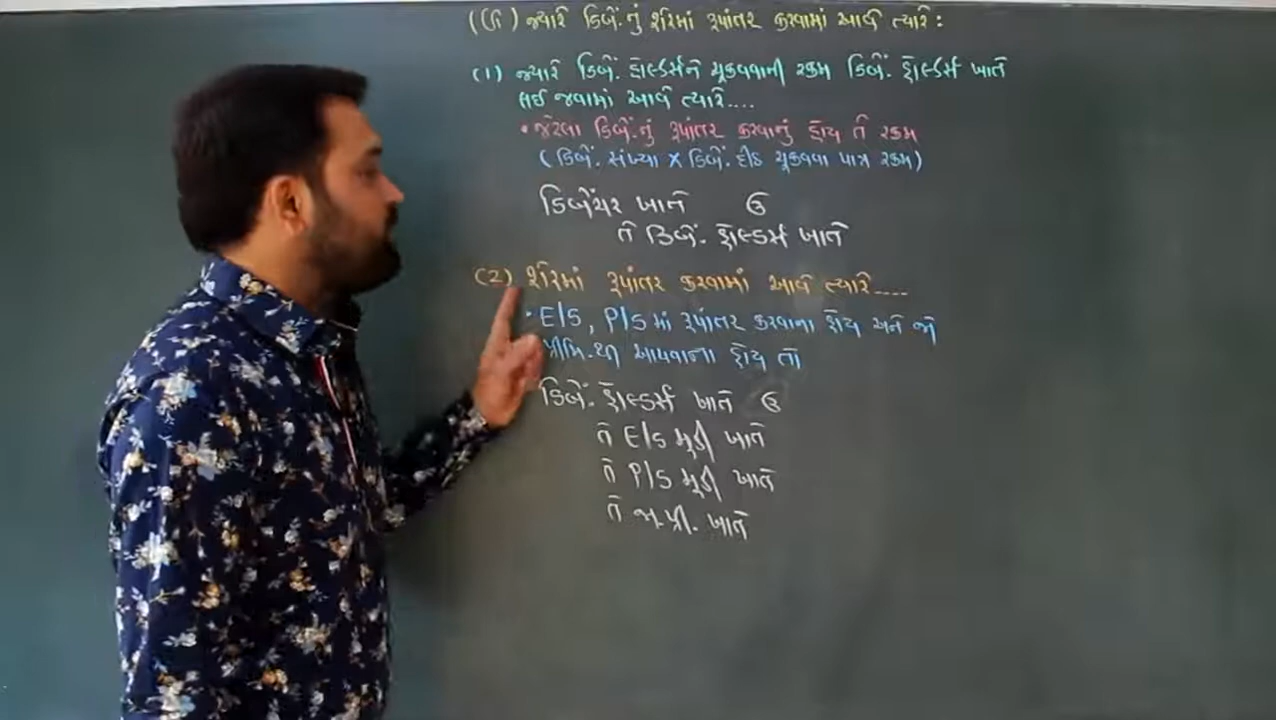 (G) જ્યારે ડિબેં.નું શેરમાં રૂપાંતર કરવામાં આવે ત્યારે:
(1) જ્યારે ડિબેં. હોલ્ડર્સને ચૂકવવાની રકમ ડિબેં. હોલ્ડર્સ ખાતે
લઈ જવામાં આવે ત્યારે....
• જેટલા ડિબેં.નું રૂપાંતર કરવાનું હોય તે રકમ
(ડિબેં. સંખ્યા × ડિબેં. દીઠ ચૂકવવા પાત્ર રકમ)
ડિબેંચર ખાતે ઉ
તે ડિબેં. હોલ્ડર્સ ખાતે
(2) શેરમાં રૂપાંતર કરવામાં આવે ત્યારે....
• E/S, P/S માં રૂપાંતર કરવાના હોય અને જો
પ્રીમિ.થી આપવાના હોય તો
ડિબેં. હોલ્ડર્સ ખાતે ઉ
તે E/S મૂડી ખાતે
તે P/S મૂડી ખાતે
તે જા.પ્રી. ખાતે